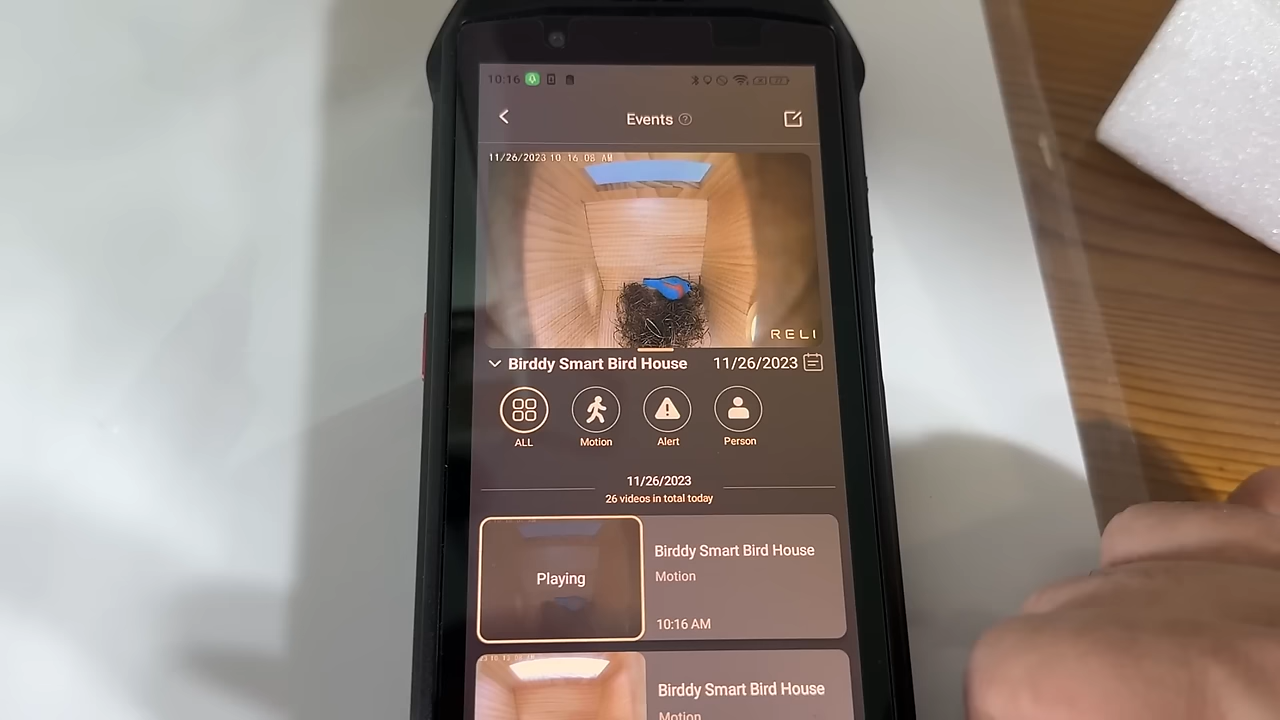 10:16
Events
11/26/2023 10 16 08 AM
RELI
Birddy Smart Bird House 11/26/2023
ALL Motion Alert Person
11/26/2023
26 videos in total today
Playing
Birddy Smart Bird House
Motion
10:16 AM
Birddy Smart Bird House
Motion